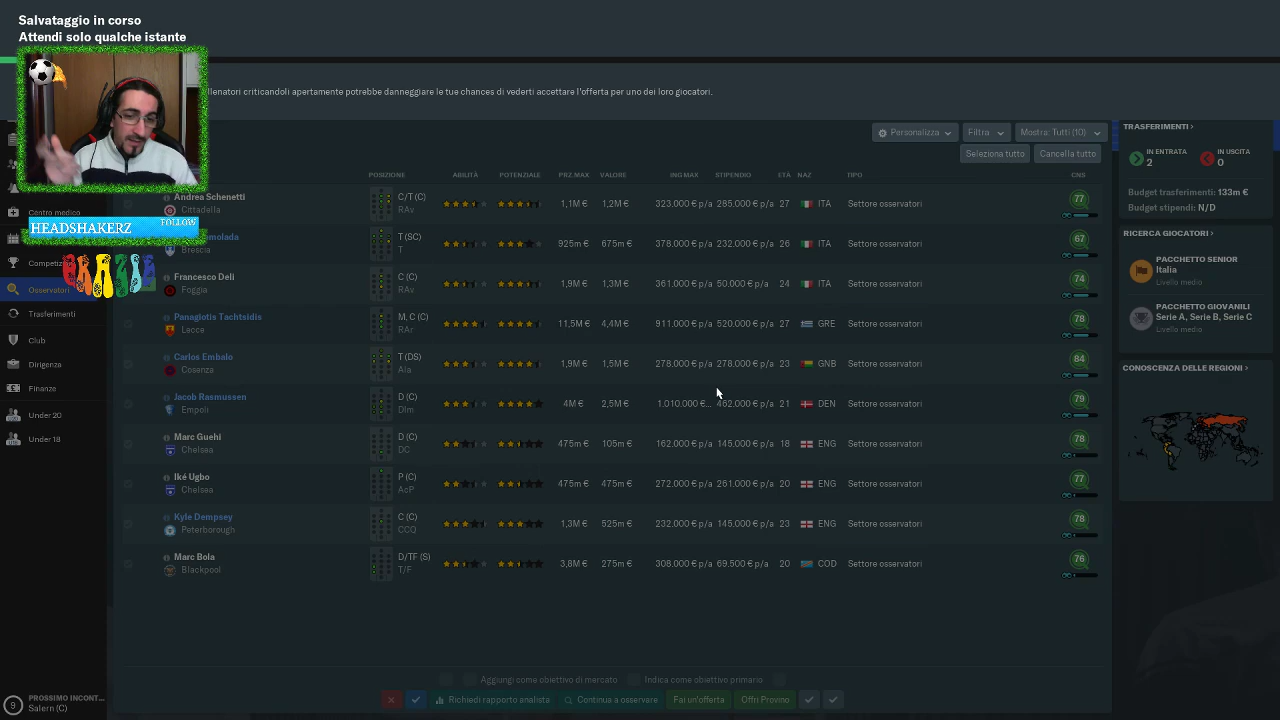 Salvataggio in corso
Attendi solo qualche istante
llenatori criticandoli apertamente potrebbe danneggiare le tue chances di vederti accettare l'offerta per uno dei loro giocatori.
Personalizza
Filtra
Mostra: Tutti (10)
Seleziona tutto
Cancella tutto
POSIZIONE ABILITÀ POTENZIALE PRZ.MAX VALORE ING MAX STIPENDIO ETÀ NAZ TIPO CNS
Andrea Schenetti C/T (C) 1,1M € 1,2M € 323.000 € p/a 285.000 € p/a 27 ITA Settore osservatori 77
Cittadella RAv
emolada T (SC) 925m € 675m € 378.000 € p/a 232.000 € p/a 26 ITA Settore osservatori 67
Brescia T
Francesco Deli C (C) 1,9M € 1,3M € 361.000 € p/a 50.000 € p/a 24 ITA Settore osservatori 74
Foggia RAv
Panagiotis Tachtsidis M, C (C) 11,5M € 4,4M € 911.000 € p/a 520.000 € p/a 27 GRE Settore osservatori 78
Lecce RAr
Carlos Embalo T (DS) 1,9M € 1,5M € 278.000 € p/a 278.000 € p/a 23 GNB Settore osservatori 84
Cosenza Ala
Jacob Rasmussen D (C) 4M € 2,5M € 1.010.000 €... 462.000 € p/a 21 DEN Settore osservatori 79
Empoli DIm
Marc Guehi D (C) 475m € 105m € 162.000 € p/a 145.000 € p/a 18 ENG Settore osservatori 78
Chelsea DC
Iké Ugbo P (C) 475m € 475m € 272.000 € p/a 261.000 € p/a 20 ENG Settore osservatori 77
Chelsea AcP
Kyle Dempsey C (C) 1,3M € 525m € 232.000 € p/a 145.000 € p/a 23 ENG Settore osservatori 78
Peterborough CCQ
Marc Bola D/TF (S) 3,8M € 275m € 308.000 € p/a 69.500 € p/a 20 COD Settore osservatori 76
Blackpool T/F
Aggiungi come obiettivo di mercato
Indica come obiettivo primario
Richiedi rapporto analista
Continua a osservare
Fai un'offerta
Offri Provino
Centro medico
HEADSHAKERZ
FOLLOW
Competiz
Osservatori
Trasferimenti
Club
Dirigenza
Finanze
Under 20
Under 18
9
PROSSIMO INCONT...
Salern (C)
TRASFERIMENTI >
IN ENTRATA
2
IN USCITA
0
Budget trasferimenti: 133m €
Budget stipendi: N/D
RICERCA GIOCATORI >
PACCHETTO SENIOR
Italia
Livello medio
PACCHETTO GIOVANILI
Serie A, Serie B, Serie C
Livello media
CONOSCENZA DELLE REGIONI >